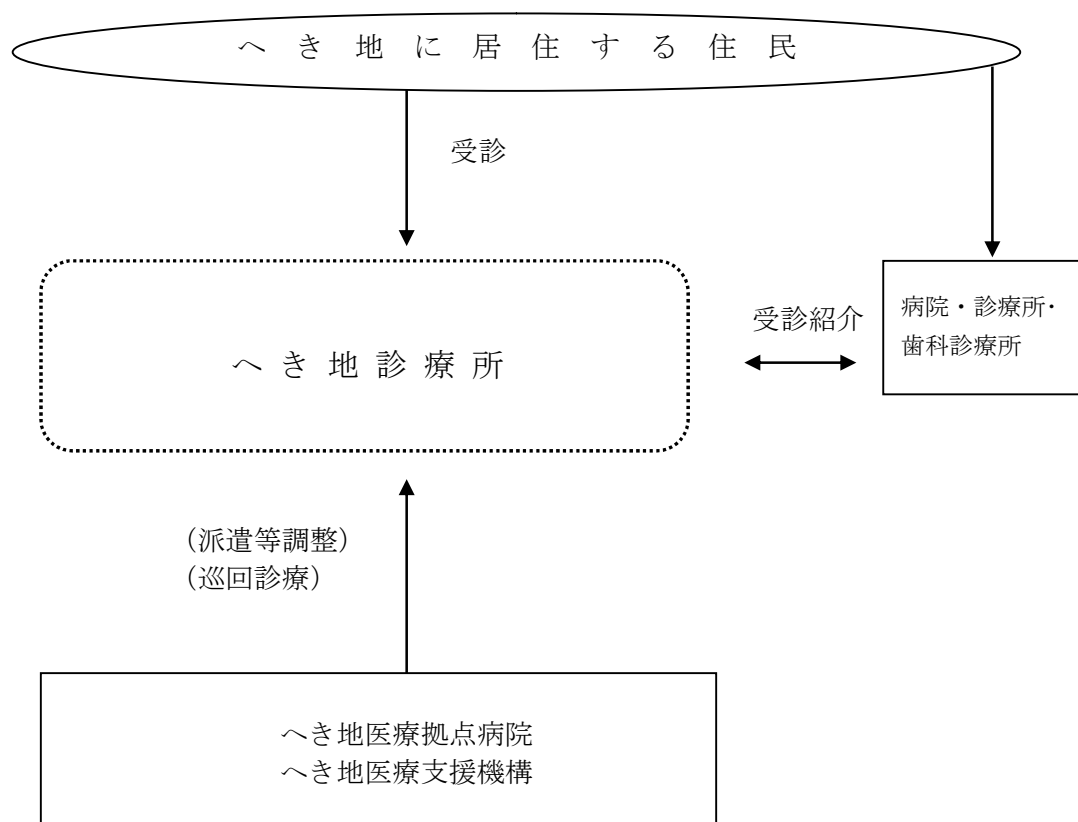 へき地に居住する住民
受診
病院・診療所・
歯科診療所
受診紹介
へき地診療所
（派遣等調整）
（巡回診療）
へき地医療拠点病院
へき地医療支援機構